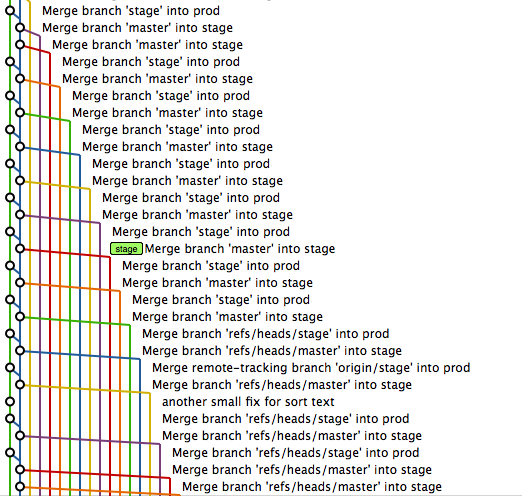 Merge branch 'stage' into prod
Merge branch 'master' into stage
Merge branch 'master' into stage
Merge branch 'stage' into prod
Merge branch 'master' into stage
Merge branch 'stage' into prod
Merge branch 'master' into stage
Merge branch 'stage' into prod
Merge branch 'master' into stage
Merge branch 'stage' into prod
Merge branch 'master' into stage
Merge branch 'stage' into prod
Merge branch 'master' into stage
Merge branch 'stage' into prod
stage Merge branch 'master' into stage
Merge branch 'stage' into prod
Merge branch 'master' into stage
Merge branch 'stage' into prod
Merge branch 'master' into stage
Merge branch 'refs/heads/stage' into prod
Merge branch 'refs/heads/master' into stage
Merge remote-tracking branch 'origin/stage' into prod
Merge branch 'refs/heads/master' into stage
another small fix for sort text
Merge branch 'refs/heads/stage' into prod
Merge branch 'refs/heads/master' into stage
Merge branch 'refs/heads/stage' into prod
Merge branch 'refs/heads/master' into stage
Merge branch 'refs/heads/master' into stage